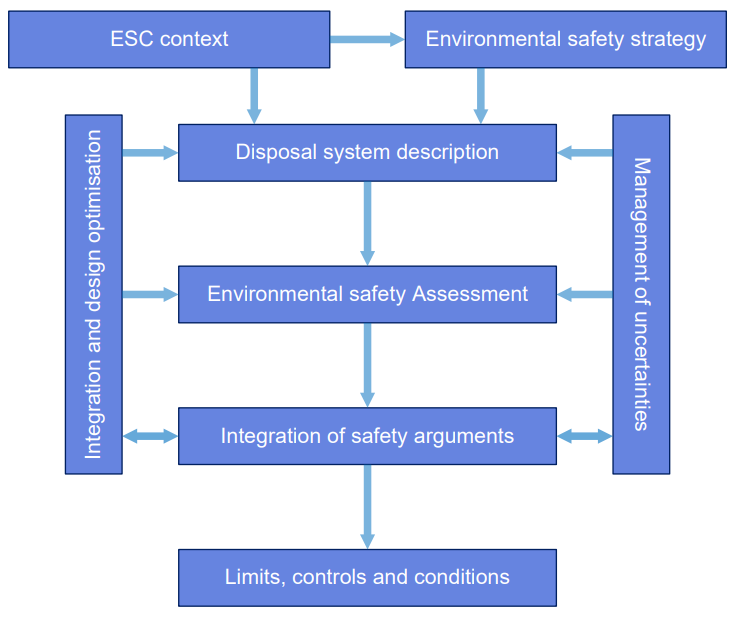 ESC context
Environmental safety strategy
Integration and design optimisation
Disposal system description
Management of uncertainties
Environmental safety Assessment
Integration of safety arguments
Limits, controls and conditions